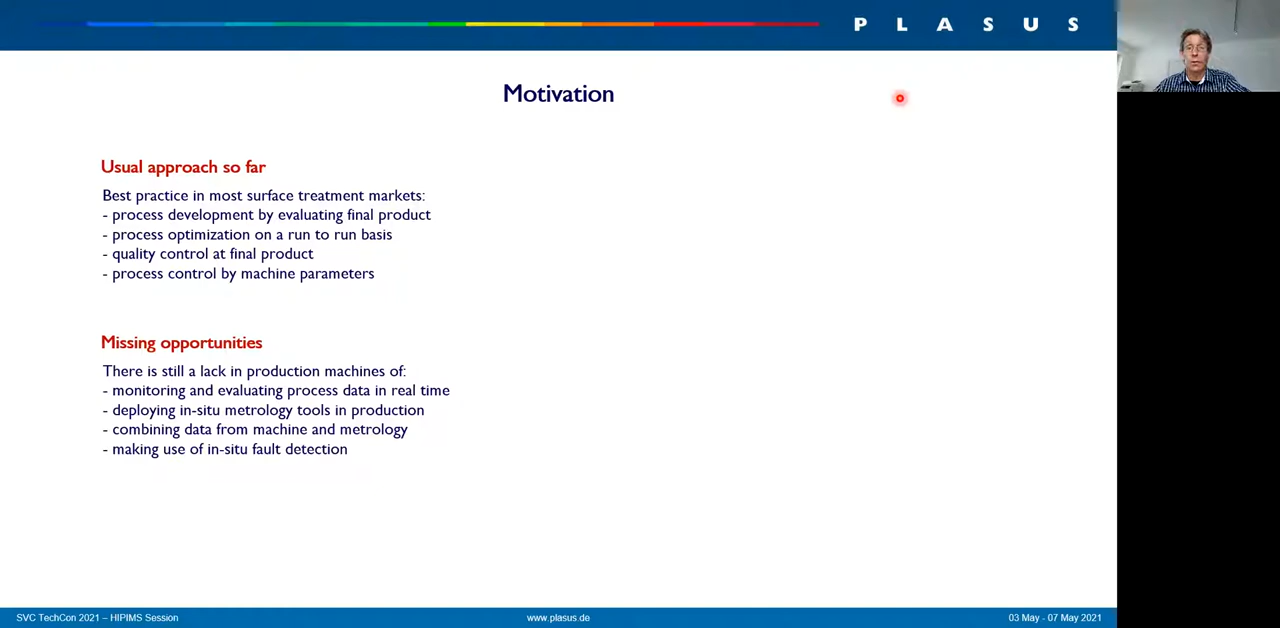 P L A S U S
Motivation
Usual approach so far
Best practice in most surface treatment markets:
- process development by evaluating final product
- process optimization on a run to run basis
- quality control at final product
- process control by machine parameters
Missing opportunities
There is still a lack in production machines of:
- monitoring and evaluating process data in real time
- deploying in-situ metrology tools in production
- combining data from machine and metrology
- making use of in-situ fault detection
SVC TechCon 2021 – HIPIMS Session
www.plasus.de
03 May - 07 May 2021